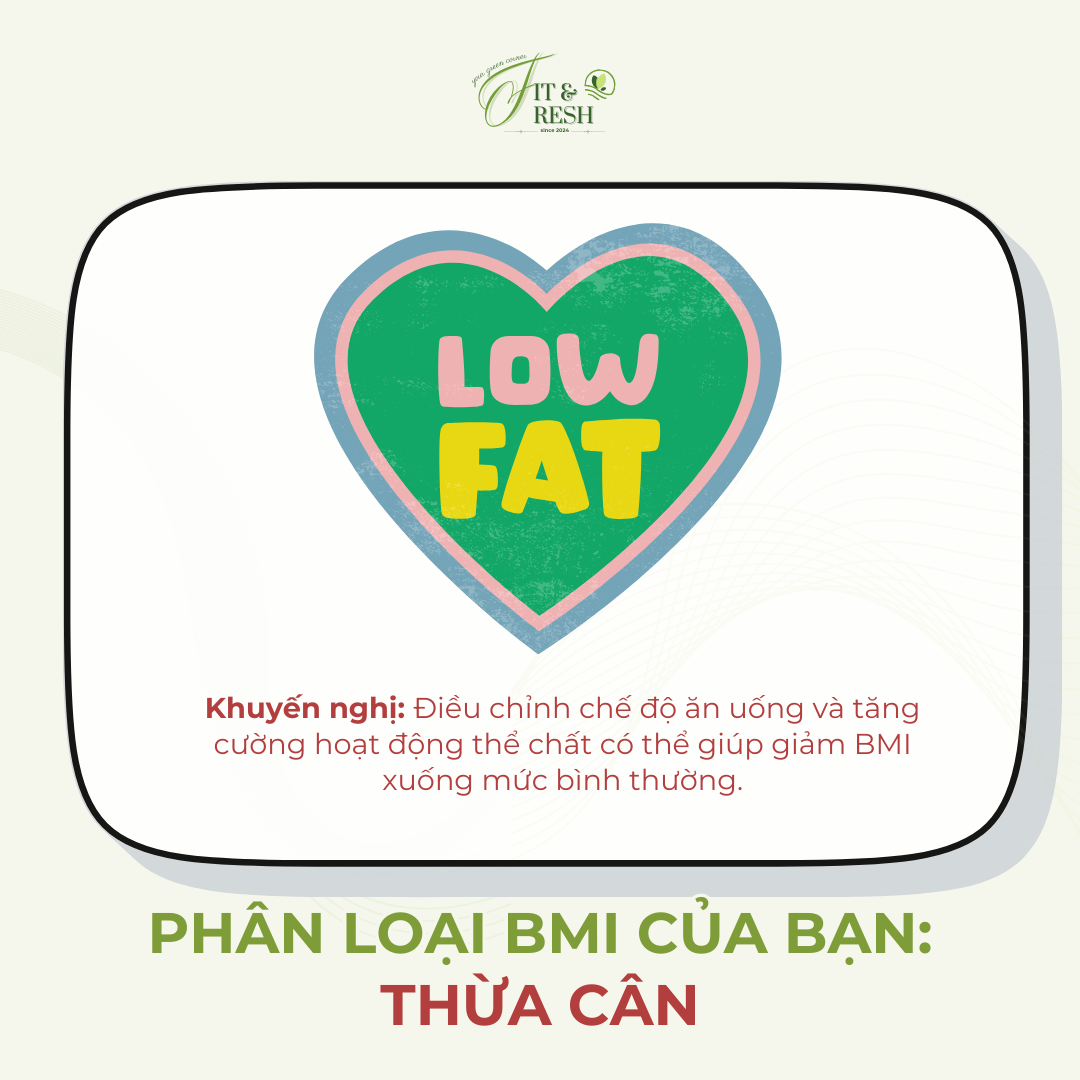 your green corner
FIT &
RESH
since 2024
LOW
FAT
Khuyến nghị: Điều chỉnh chế độ ăn uống và tăng
cường hoạt động thể chất có thể giúp giảm BMI
xuống mức bình thường.
PHÂN LOẠI BMI CỦA BẠN:
THỪA CÂN